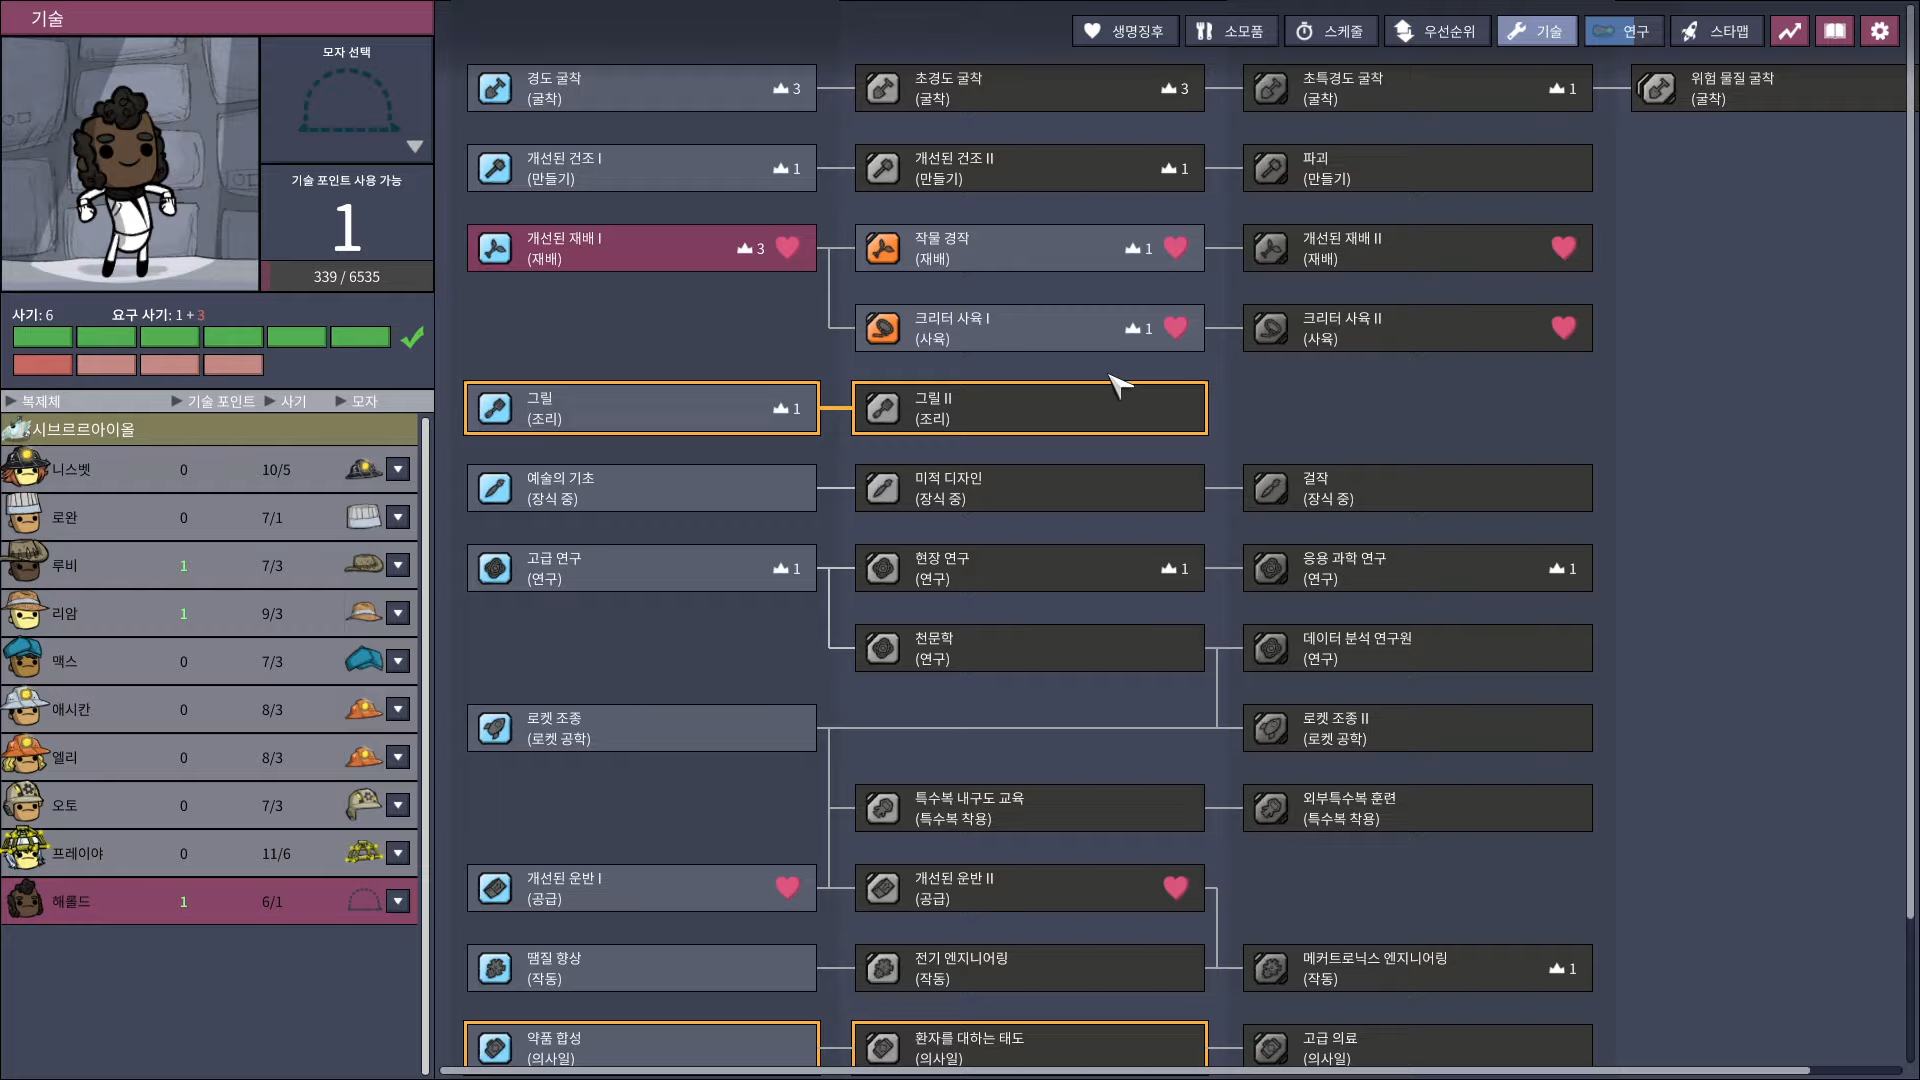 기술
생명징후
소모품
스케줄
우선순위
기술
연구
스타맵
모자 선택
기술 포인트 사용 가능
1
339 / 6535
사기: 6
요구 사기: 1 + 3
복제체
기술 포인트
사기
모자
시브르르아이올
니스벳
0
10/5
로완
0
7/1
루비
1
7/3
리암
1
9/3
맥스
0
7/3
애시칸
0
8/3
엘리
0
8/3
오토
0
7/3
프레이야
0
11/6
해롤드
1
6/1
경도 굴착
(굴착)
3
초경도 굴착
(굴착)
3
초특경도 굴착
(굴착)
1
위험 물질 굴착
(굴착)
개선된 건조 I
(만들기)
1
개선된 건조 II
(만들기)
1
파괴
(만들기)
개선된 재배 I
(재배)
3
작물 경작
(재배)
1
개선된 재배 II
(재배)
크리터 사육 I
(사육)
1
크리터 사육 II
(사육)
그릴
(조리)
1
그릴 II
(조리)
예술의 기초
(장식 중)
미적 디자인
(장식 중)
걸작
(장식 중)
고급 연구
(연구)
1
현장 연구
(연구)
1
응용 과학 연구
(연구)
1
천문학
(연구)
데이터 분석 연구원
(연구)
로켓 조종
(로켓 공학)
로켓 조종 II
(로켓 공학)
특수복 내구도 교육
(특수복 착용)
외부특수복 훈련
(특수복 착용)
개선된 운반 I
(공급)
개선된 운반 II
(공급)
땜질 향상
(작동)
전기 엔지니어링
(작동)
메커트로닉스 엔지니어링
(작동)
1
약품 합성
(의사일)
환자를 대하는 태도
(의사일)
고급 의료
(의사일)